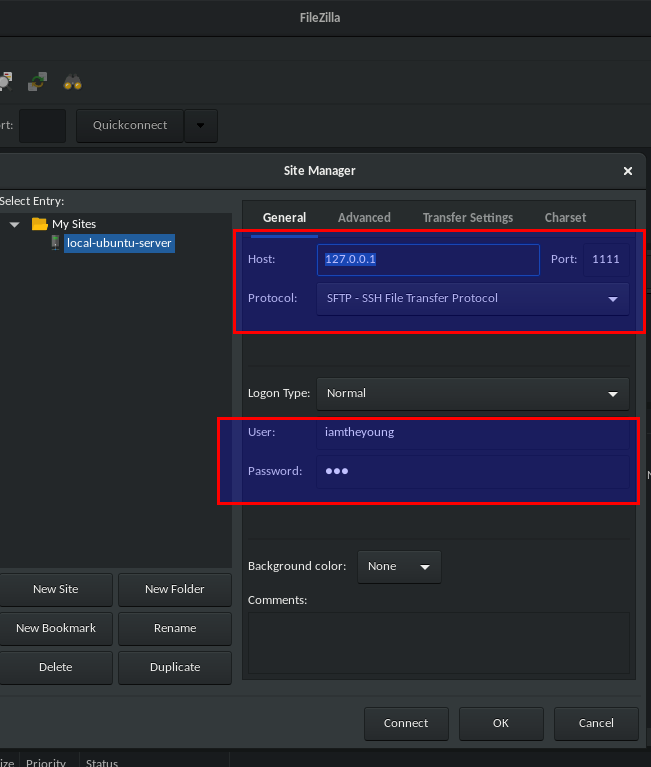 FileZilla
rt:
Quickconnect
Site Manager
Select Entry:
My Sites
local-ubuntu-server
General Advanced Transfer Settings Charset
Host: 127.0.0.1 Port: 1111
Protocol: SFTP - SSH File Transfer Protocol
Logon Type: Normal
User: iamtheyoung
Password: ●●●
Background color: None
Comments:
New Site New Folder
New Bookmark Rename
Delete Duplicate
Connect OK Cancel
ize Priority Status